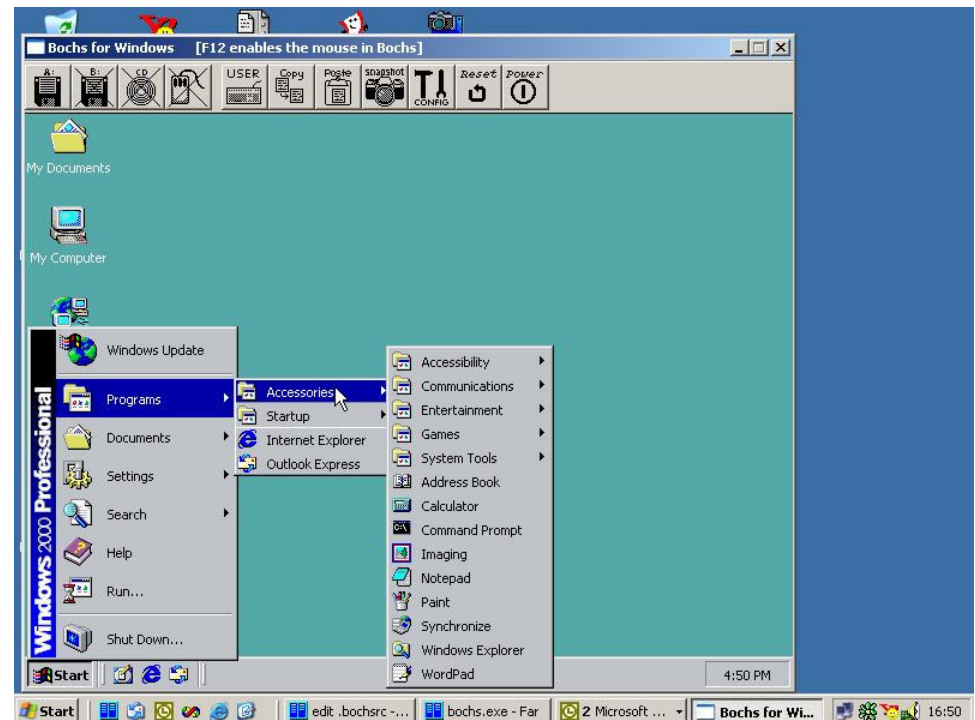 Bochs for Windows [F12 enables the mouse in Bochs]
A: B: CD USER Copy Paste snapshot CONFIG Reset Power
My Documents
My Computer
Windows 2000 Professional
Windows Update
Programs
Documents
Settings
Search
Help
Run...
Shut Down...
Accessories
Startup
Internet Explorer
Outlook Express
Accessibility
Communications
Entertainment
Games
System Tools
Address Book
Calculator
Command Prompt
Imaging
Notepad
Paint
Synchronize
Windows Explorer
WordPad
Start 4:50 PM
Start edit .bochsrc -... bochs.exe - Far 2 Microsoft ... Bochs for Wi... 16:50